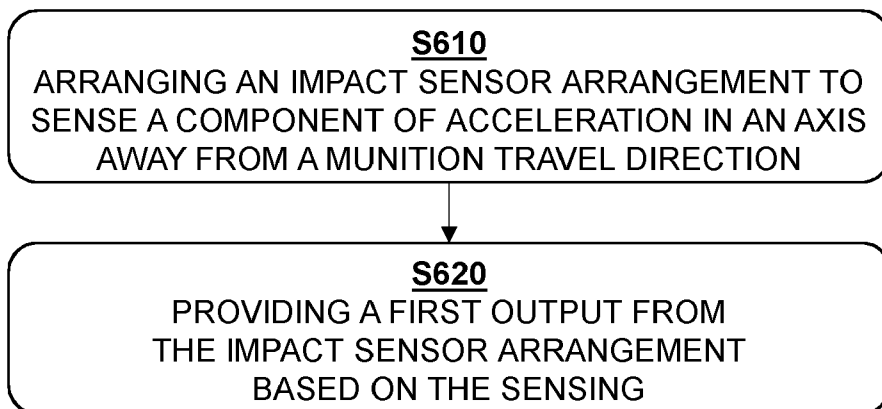 S610
ARRANGING AN IMPACT SENSOR ARRANGEMENT TO
SENSE A COMPONENT OF ACCELERATION IN AN AXIS
AWAY FROM A MUNITION TRAVEL DIRECTION
S620
PROVIDING A FIRST OUTPUT FROM
THE IMPACT SENSOR ARRANGEMENT
BASED ON THE SENSING